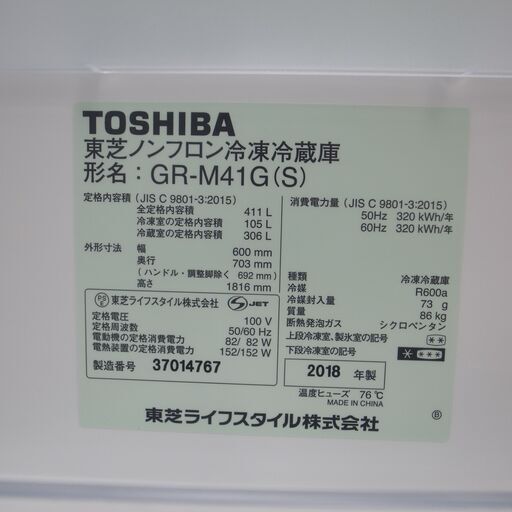 TOSHIBA
東芝ノンフロン冷凍冷蔵庫
形名：GR-M41G(S)
定格内容積（JIS C 9801-3:2015）
全定格内容積 411 L
冷凍室の定格内容積 105 L
冷蔵室の定格内容積 306 L
外形寸法 幅 600 mm
奥行 703 mm
（ハンドル・調整脚除く 692 mm）
高さ 1816 mm
PS E 東芝ライフスタイル株式会社 S JET
定格電圧 100 V
定格周波数 50/60 Hz
電動機の定格消費電力 82/ 82 W
電熱装置の定格消費電力 152/152 W
製造番号 37014767
消費電力量（JIS C 9801-3:2015）
50Hz 320 kWh/年
60Hz 320 kWh/年
種類 冷凍冷蔵庫
冷媒 R600a
冷媒封入量 73 g
質量 86 kg
断熱発泡ガス シクロペンタン
上段冷凍室、製氷室の記号 **
下段冷凍室の記号 * ***
2018 年製
温度ヒューズ 76℃
MADE IN CHINA
東芝ライフスタイル株式会社
Ⓑ